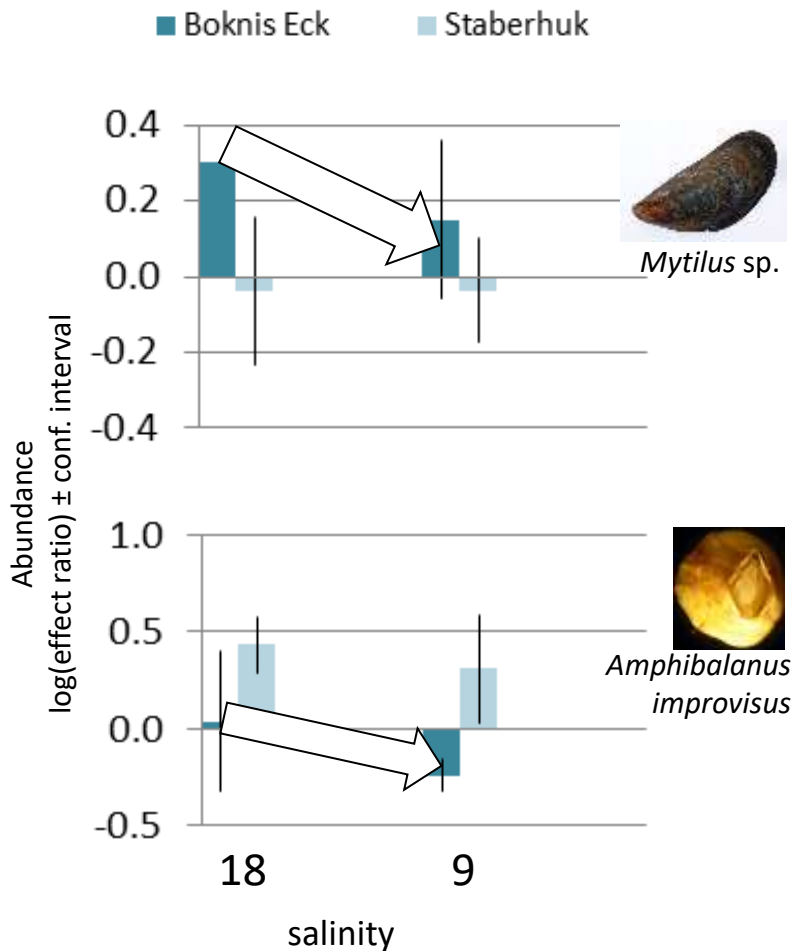 Boknis Eck Staberhuk
0.4
0.2
0.0
-0.2
-0.4
Mytilus sp.
Abundance
log(effect ratio) ± conf. interval
1.0
0.5
0.0
-0.5
Amphibalanus
improvisus
18 9
salinity